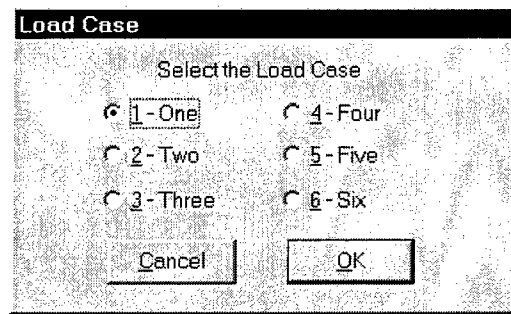 Load Case
Select the Load Case
1 - One
4 - Four
2 - Two
5 - Five
3 - Three
6 - Six
Cancel
OK